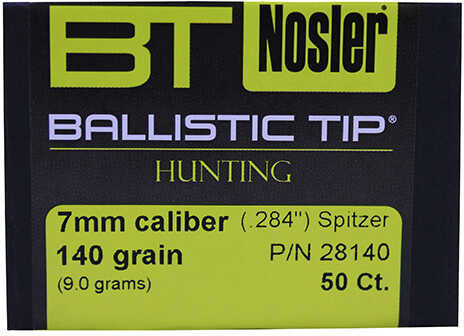 BT Nosler
BALLISTIC TIP®
HUNTING
7mm caliber (.284") Spitzer
140 grain P/N 28140
(9.0 grams) 50 Ct.